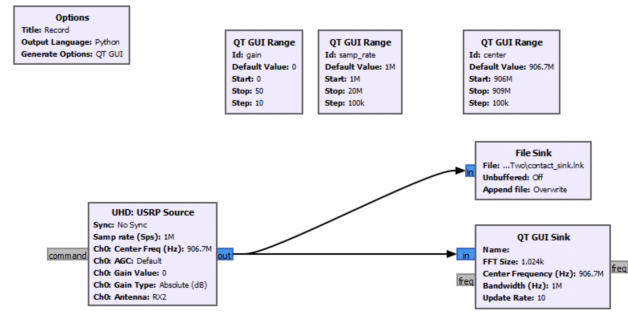 Options
Title: Record
Output Language: Python
Generate Options: QT GUI
QT GUI Range
Id: gain
Default Value: 0
Start: 0
Stop: 50
Step: 10
QT GUI Range
Id: samp_rate
Default Value: 1M
Start: 1M
Stop: 20M
Step: 100k
QT GUI Range
Id: center
Default Value: 906.7M
Start: 906M
Stop: 909M
Step: 100k
File Sink
File: ...Two\contact_sink.lnk
Unbuffered: Off
Append file: Overwrite
in
UHD: USRP Source
Sync: No Sync
Samp rate (Sps): 1M
Ch0: Center Freq (Hz): 906.7M
Ch0: AGC: Default
Ch0: Gain Value: 0
Ch0: Gain Type: Absolute (dB)
Ch0: Antenna: RX2
command
out
QT GUI Sink
Name:
FFT Size: 1.024k
Center Frequency (Hz): 906.7M
Bandwidth (Hz): 1M
Update Rate: 10
in
freq
freq